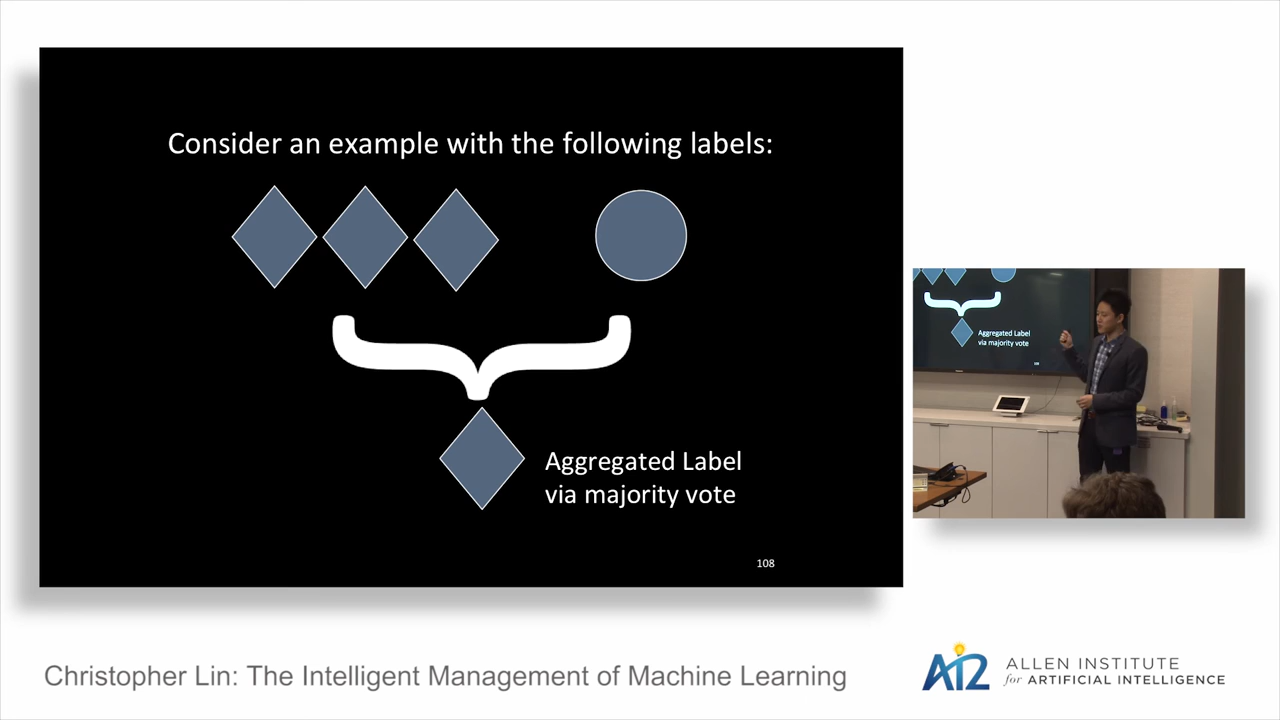 Consider an example with the following labels:
Aggregated Label
via majority vote
108
Aggregated Label
via majority vote
108
Christopher Lin: The Intelligent Management of Machine Learning
AI2 ALLEN INSTITUTE
for ARTIFICIAL INTELLIGENCE